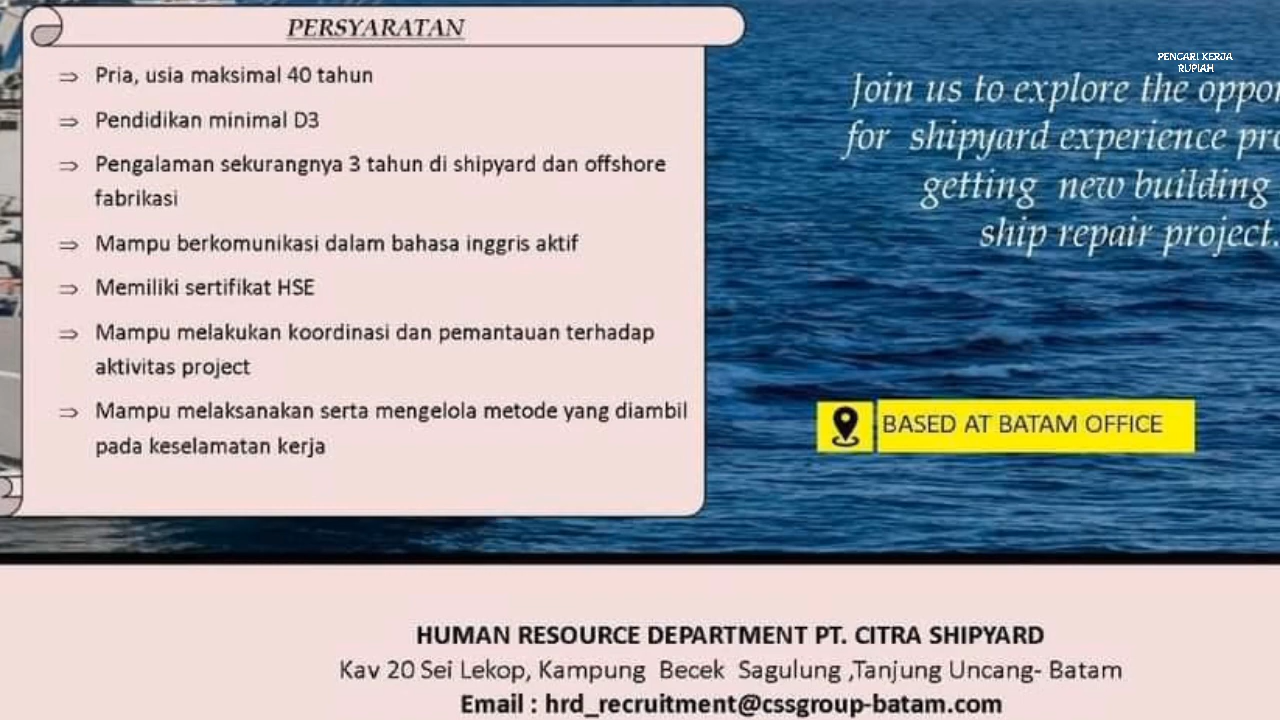 PERSYARATAN
⇒ Pria, usia maksimal 40 tahun
⇒ Pendidikan minimal D3
⇒ Pengalaman sekurangnya 3 tahun di shipyard dan offshore
fabrikasi
⇒ Mampu berkomunikasi dalam bahasa inggris aktif
⇒ Memiliki sertifikat HSE
⇒ Mampu melakukan koordinasi dan pemantauan terhadap
aktivitas project
⇒ Mampu melaksanakan serta mengelola metode yang diambil
pada keselamatan kerja
PENCARI KERJA
RUPIAH
Join us to explore the
for shipyard experience
getting new building
ship repair project.
BASED AT BATAM OFFICE
HUMAN RESOURCE DEPARTMENT PT. CITRA SHIPYARD
Kav 20 Sei Lekop, Kampung Becek Sagulung ,Tanjung Uncang- Batam
Email : hrd_recruitment@cssgroup-batam.com